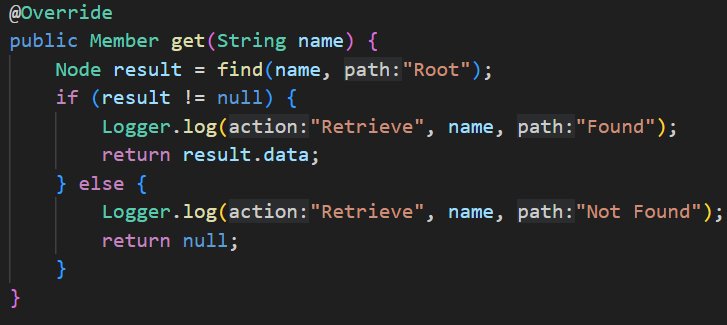 @Override
public Member get(String name) {
    Node result = find(name, path:"Root");
    if (result != null) {
        Logger.log(action:"Retrieve", name, path:"Found");
        return result.data;
    } else {
        Logger.log(action:"Retrieve", name, path:"Not Found");
        return null;
    }
}